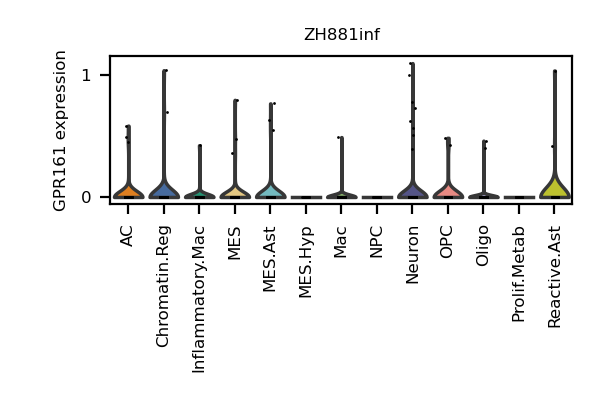 ZH881inf
GPR161 expression
1
0
AC
Chromatin.Reg
Inflammatory.Mac
MES
MES.Ast
MES.Hyp
Mac
NPC
Neuron
OPC
Oligo
Prolif.Metab
Reactive.Ast